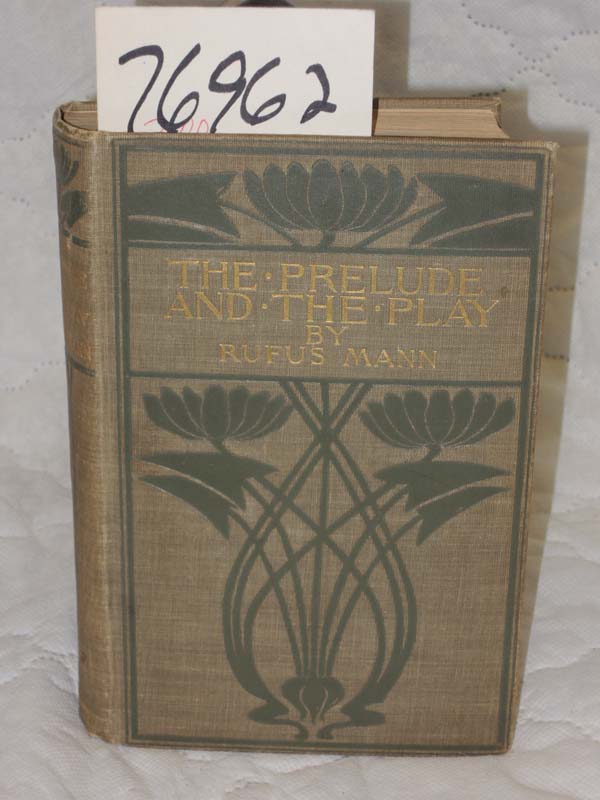 76962
THE · PRELUDE
AND · THE · PLAY
BY
RUFUS MANN